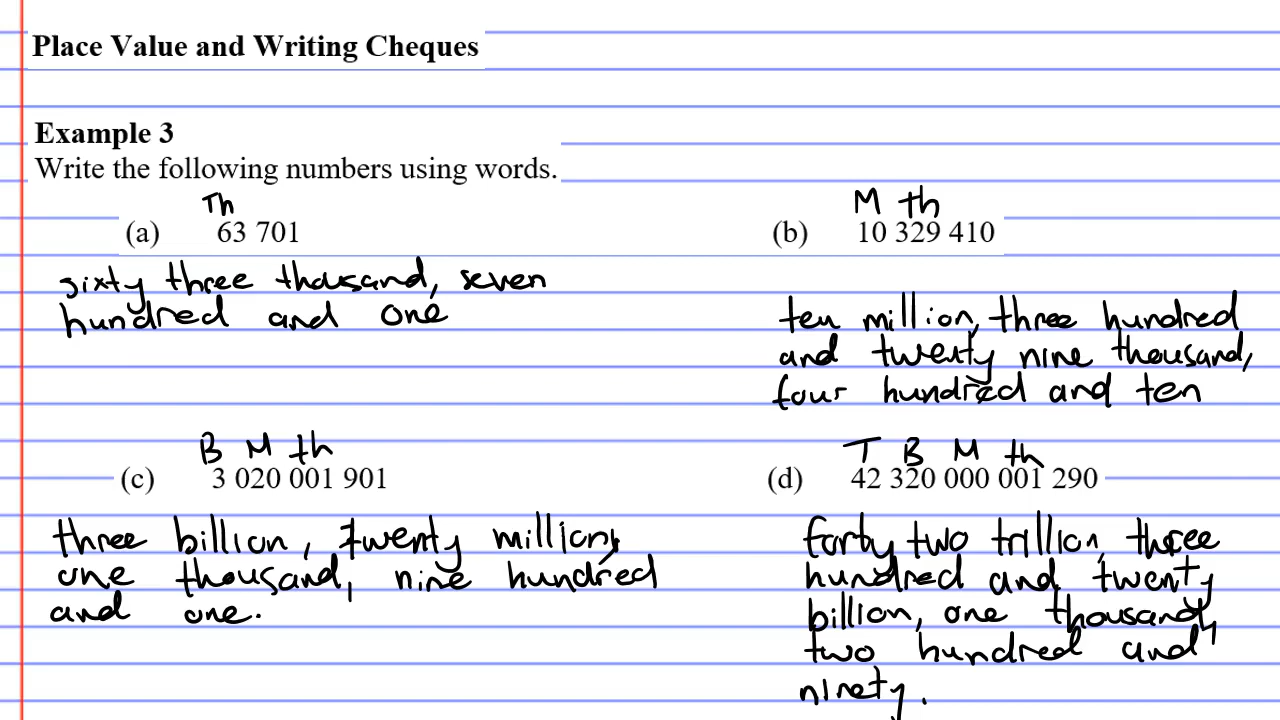 Place Value and Writing Cheques
Example 3
Write the following numbers using words.
Th
(a) 63 701
sixty three thousand, seven
hundred and one
M th
(b) 10 329 410
ten million, three hundred
and twenty nine thousand,
four hundred and ten
B M th
(c) 3 020 001 901
three billion, twenty million,
one thousand, nine hundred
and one.
T B M th
(d) 42 320 000 001 290
forty two trillion, three
hundred and twenty
billion, one thousand,
two hundred and
ninety.